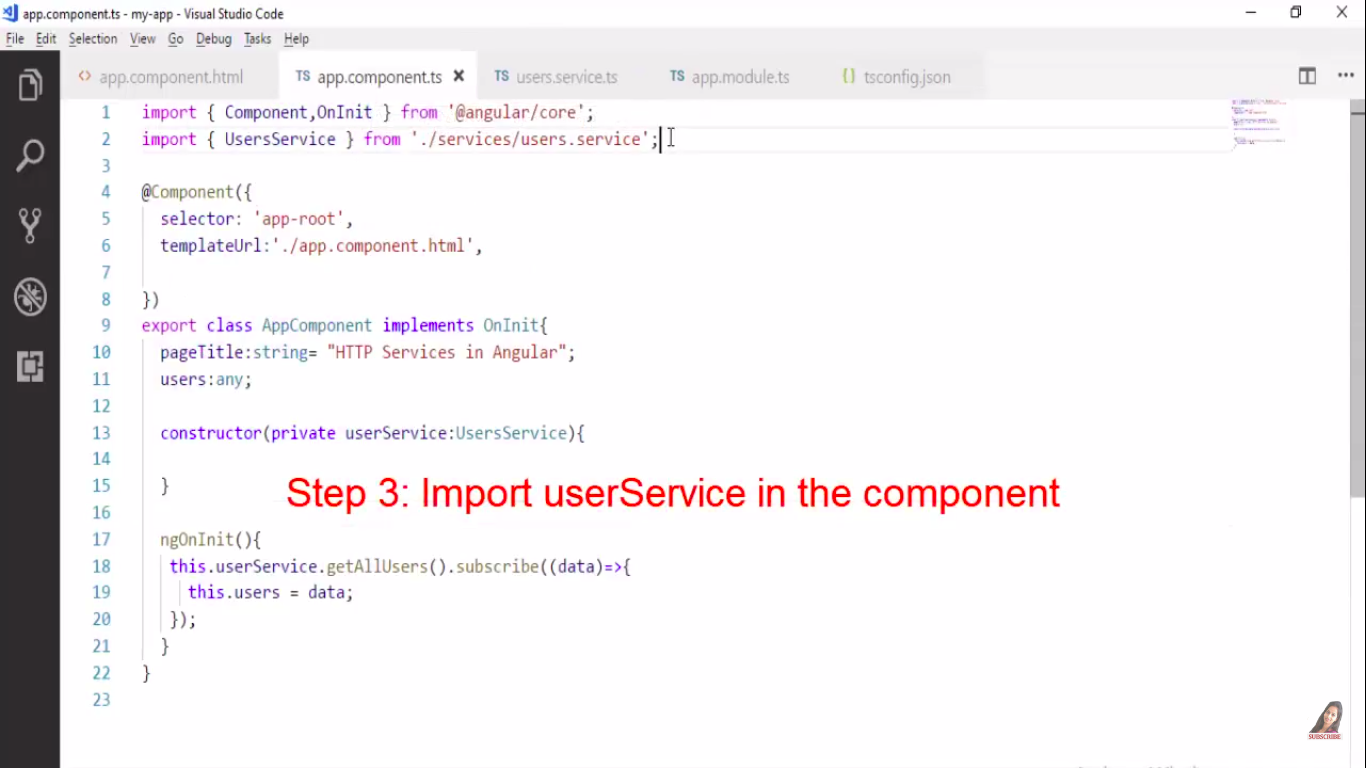 app.component.ts - my-app - Visual Studio Code
File Edit Selection View Go Debug Tasks Help
<> app.component.html TS app.component.ts TS users.service.ts TS app.module.ts {} tsconfig.json
1 import { Component,OnInit } from '@angular/core';
2 import { UsersService } from './services/users.service';
3
4 @Component({
5 selector: 'app-root',
6 templateUrl:'./app.component.html',
7
8 })
9 export class AppComponent implements OnInit{
10 pageTitle:string= "HTTP Services in Angular";
11 users:any;
12
13 constructor(private userService:UsersService){
14
15 }
Step 3: Import userService in the component
16
17 ngOnInit(){
18 this.userService.getAllUsers().subscribe((data)=>{
19 this.users = data;
20 });
21 }
22 }
23
SUBSCRIBE